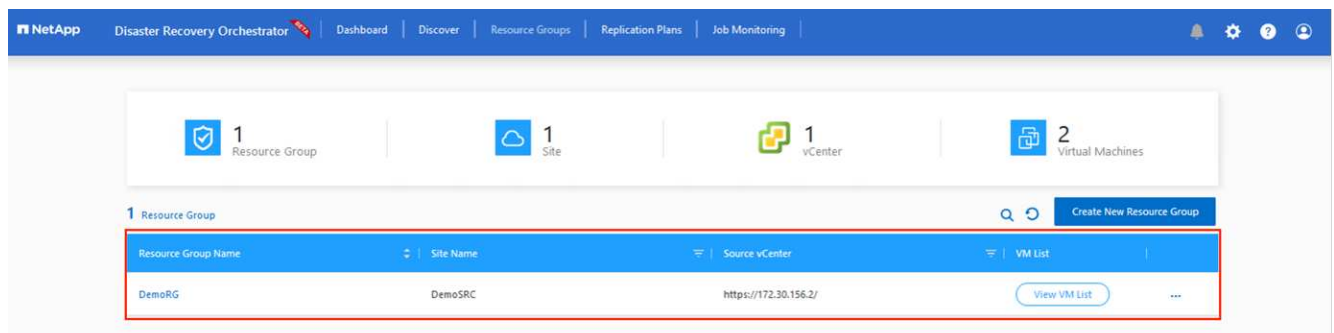 NetApp Disaster Recovery Orchestrator BETA Dashboard Discover Resource Groups Replication Plans Job Monitoring
1 1 1 2
Resource Group Site vCenter Virtual Machines
1 Resource Group Create New Resource Group
Resource Group Name Site Name Source vCenter VM List
DemoRG DemoSRC https://172.30.156.2/ View VM List